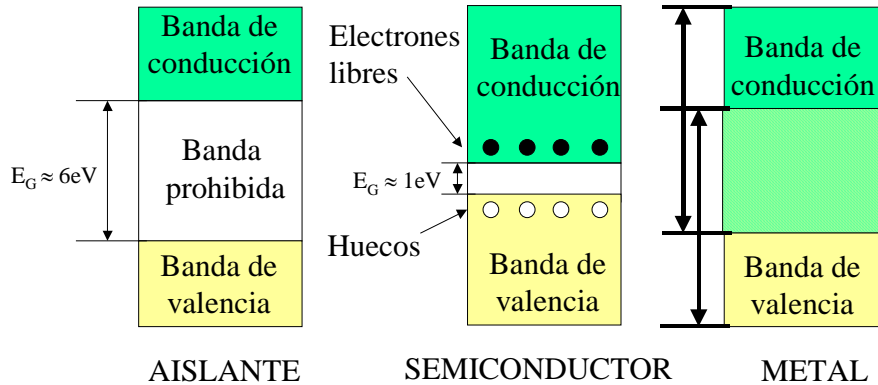 Banda de
conducción
Banda
prohibida
E_G ≈ 6eV
Banda de
valencia
AISLANTE
Electrones
libres
Banda de
conducción
E_G ≈ 1eV
Huecos
Banda de
valencia
SEMICONDUCTOR
Banda de
conducción
Banda de
valencia
METAL